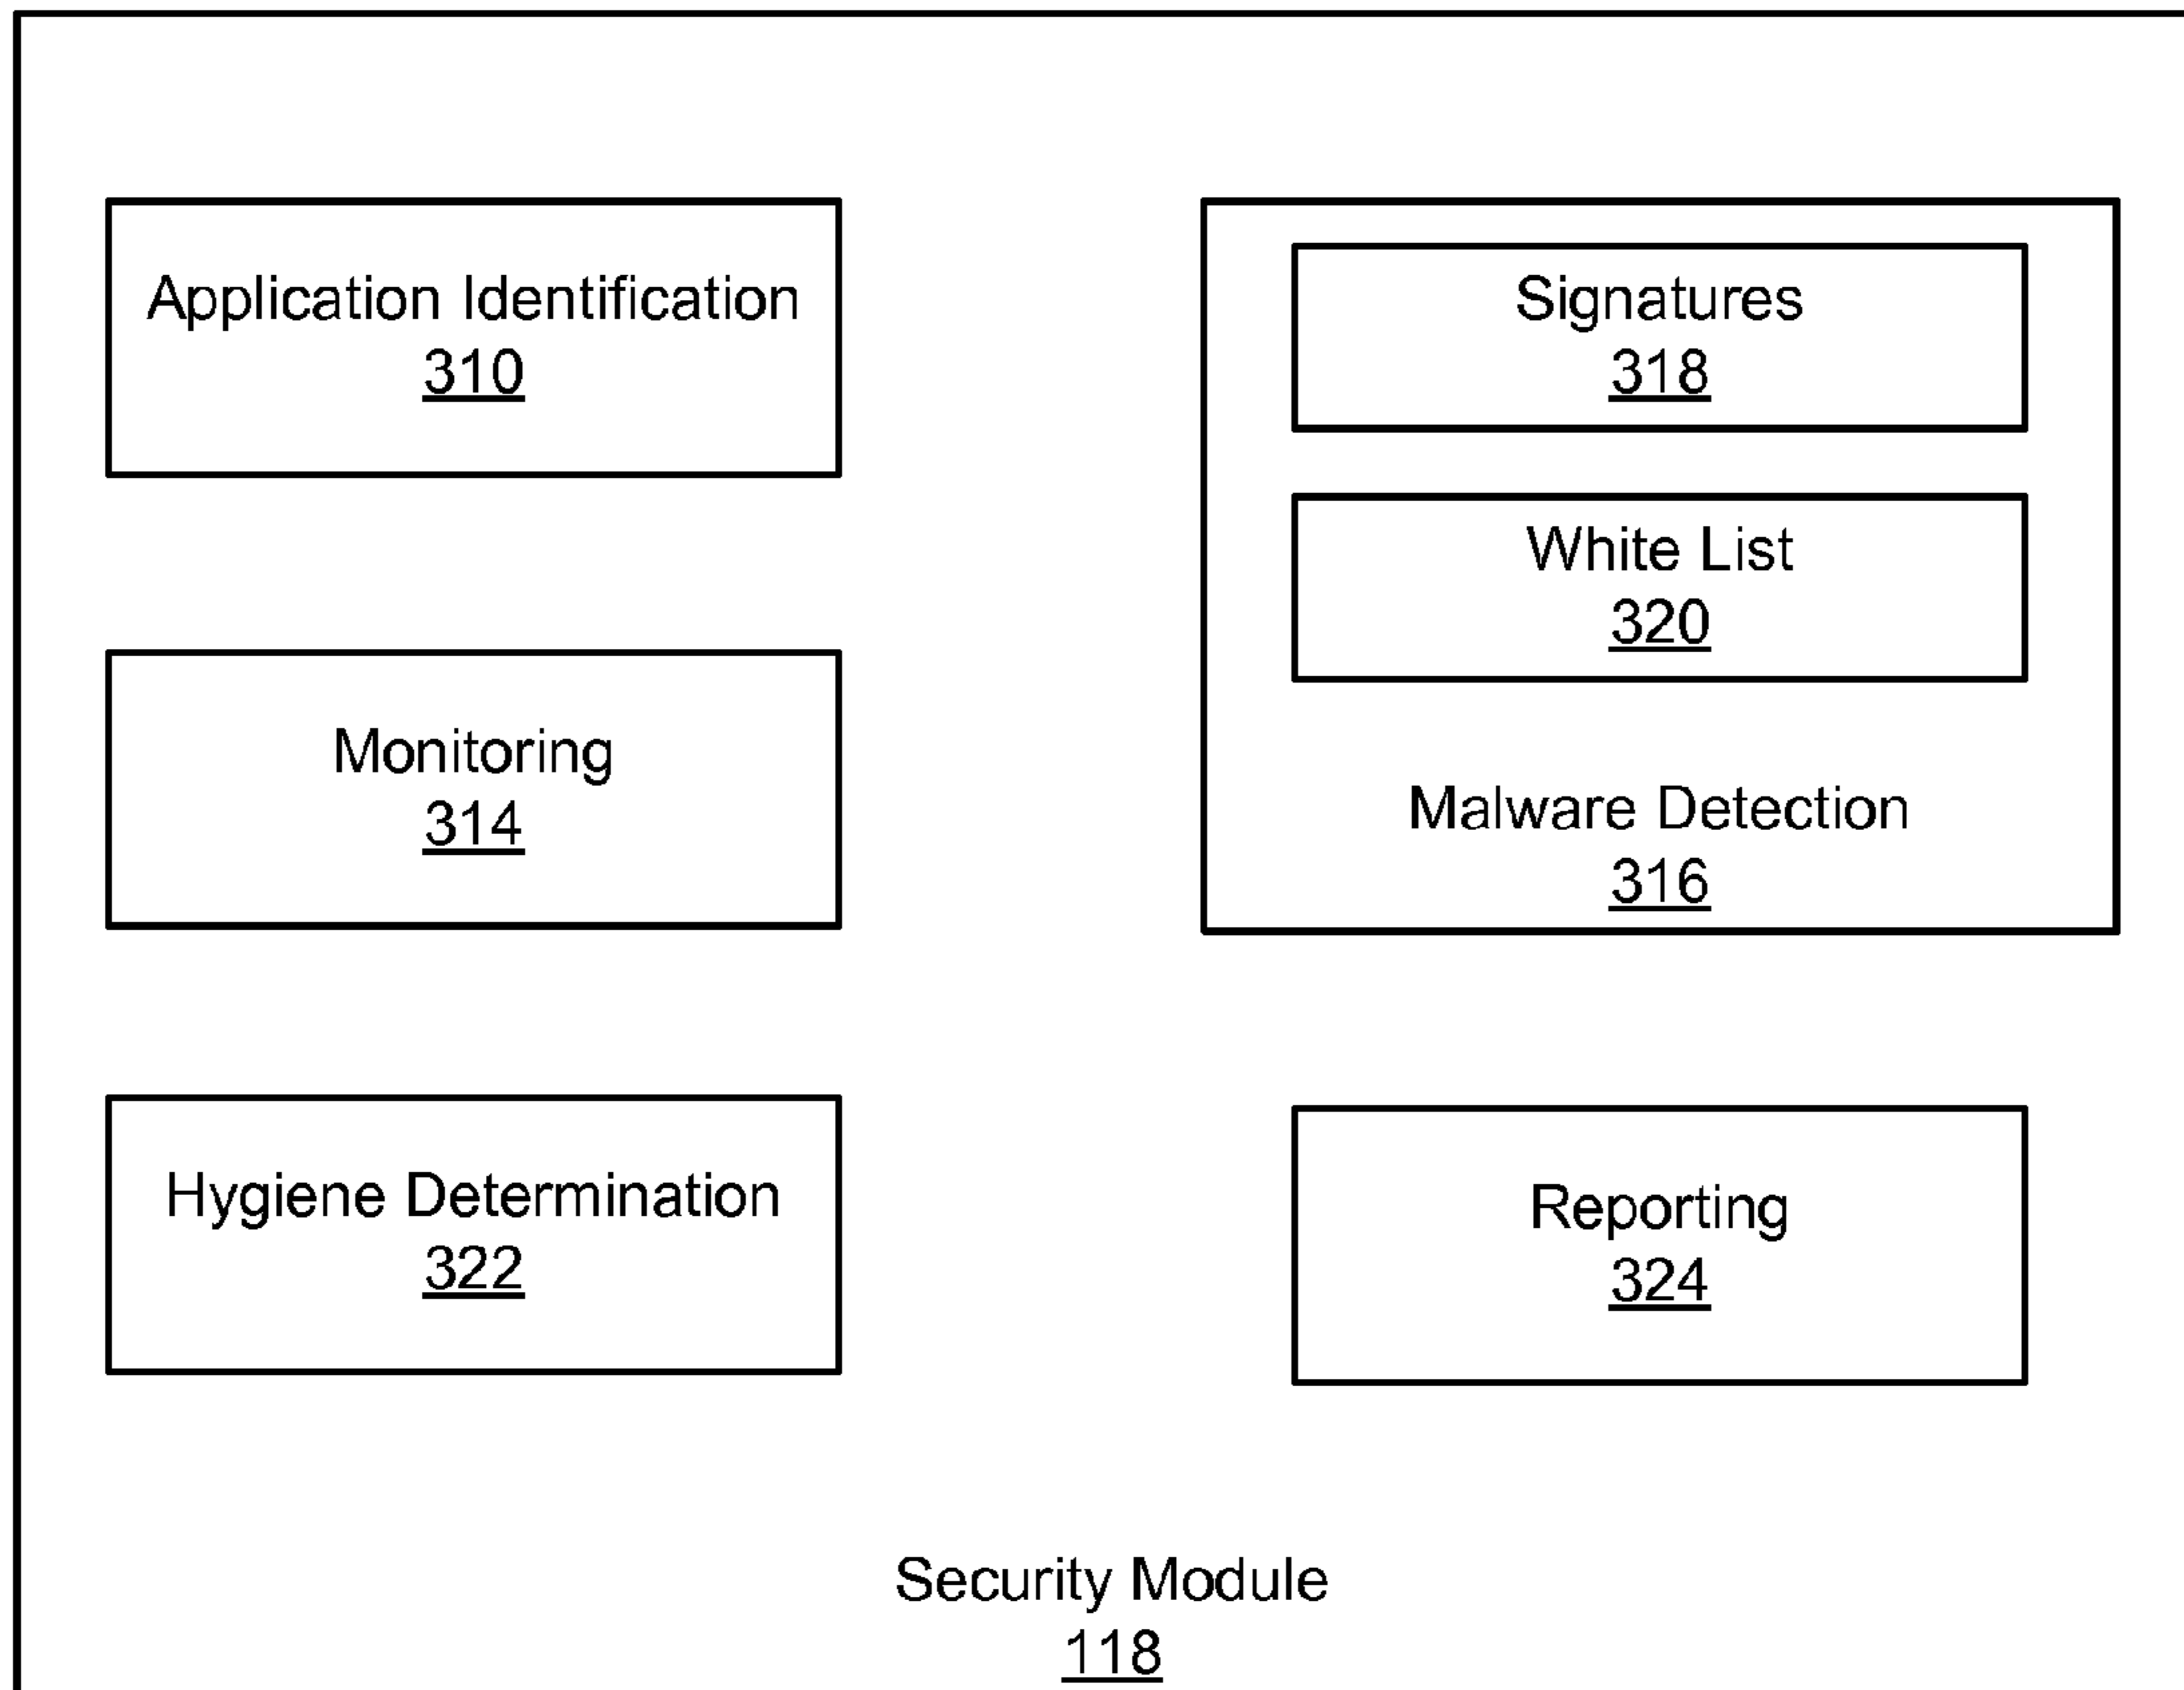 Application Identification
310
Signatures
318
White List
320
Monitoring
314
Malware Detection
316
Hygiene Determination
322
Reporting
324
Security Module
118